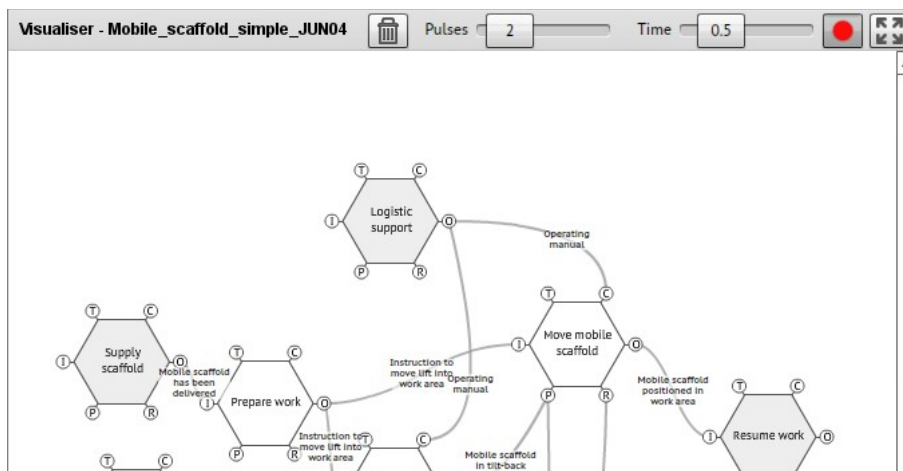 Visualiser - Mobile_scaffold_simple_JUN04
Pulses
2
Time
0.5
T
C
Logistic
support
I
O
P
R
Operating
manual
T
C
Move mobile
scaffold
I
O
P
R
T
C
Supply
scaffold
I
O
P
R
Mobile scaffold
has been
delivered
T
C
Prepare work
I
O
P
R
Instruction to
move lift into
work area
Operating
manual
Mobile scaffold
positioned in
work area
T
C
Resume work
I
O
Instruction to
move lift into
work area
T
C
Mobile scaffold
in tilt-back
T
C